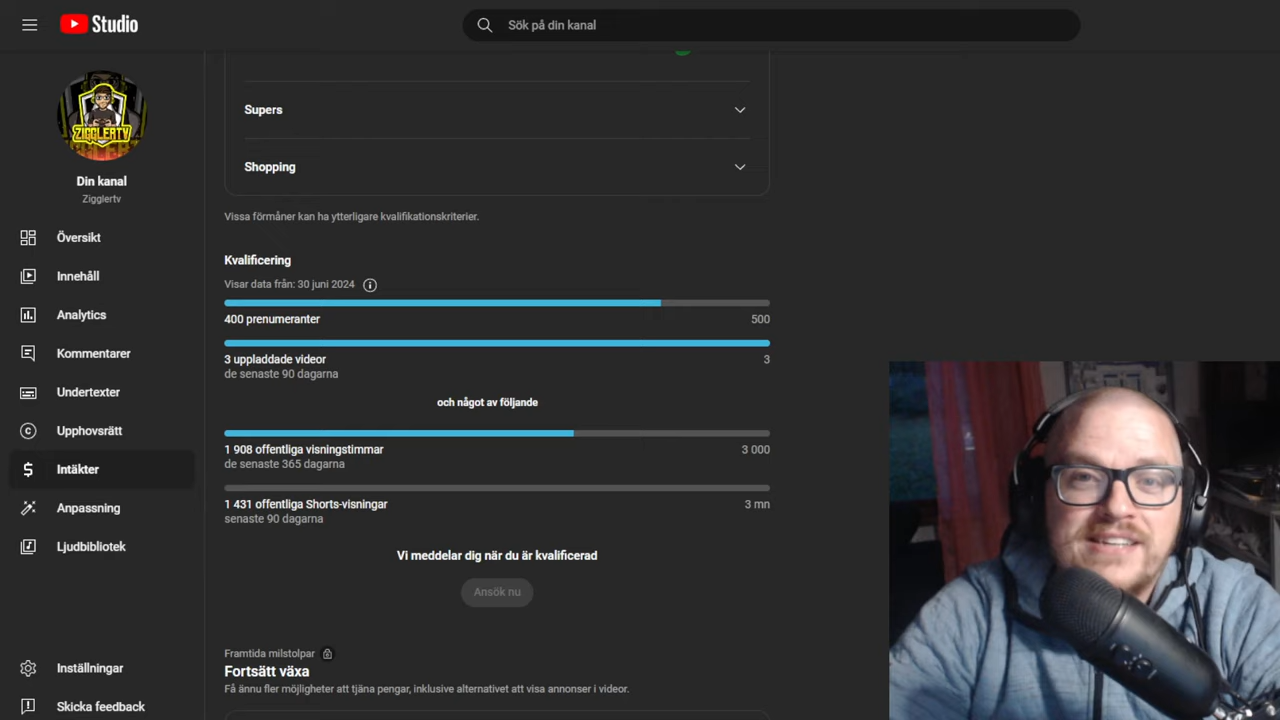 Studio
Sök på din kanal
ZIGGLERTV
Din kanal
Zigglertv
Översikt
Innehåll
Analytics
Kommentarer
Undertexter
Upphovsrätt
Intäkter
Anpassning
Ljudbibliotek
Inställningar
Skicka feedback
Supers
Shopping
Vissa förmåner kan ha ytterligare kvalifikationskriterier.
Kvalificering
Visar data från: 30 juni 2024
400 prenumeranter 500
3 uppladdade videor 3
de senaste 90 dagarna
och något av följande
1 908 offentliga visningstimmar 3 000
de senaste 365 dagarna
1 431 offentliga Shorts-visningar 3 mn
senaste 90 dagarna
Vi meddelar dig när du är kvalificerad
Ansök nu
Framtida milstolpar
Fortsätt växa
Få ännu fler möjligheter att tjäna pengar, inklusive alternativet att visa annonser i videor.